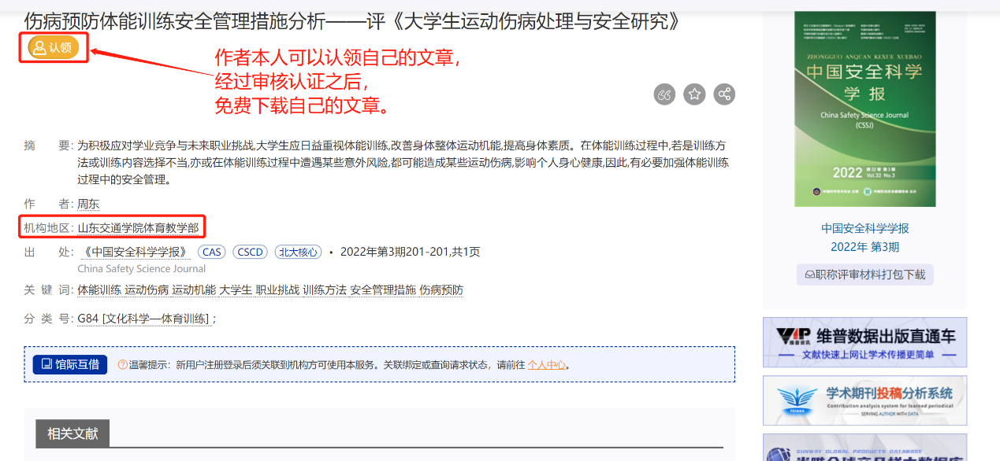 伤病预防体能训练安全管理措施分析——评《大学生运动伤病处理与安全研究》
认领
作者本人可以认领自己的文章，
经过审核认证之后，
免费下载自己的文章。
摘 要: 为积极应对学业竞争与未来职业挑战,大学生应日益重视体能训练,改善身体整体运动机能,提高身体素质。在体能训练过程中,若是训练方
法或训练内容选择不当,亦或在体能训练过程中遭遇某些意外风险,都可能造成某些运动伤病,影响个人身心健康,因此,有必要加强体能训练
过程中的安全管理。
作 者: 周东
机构地区: 山东交通学院体育教学部
出 处: 《中国安全科学学报》 CAS CSCD 北大核心 • 2022年第3期201-201,共1页
China Safety Science Journal
关 键 词: 体能训练 运动伤病 运动机能 大学生 职业挑战 训练方法 安全管理措施 伤病预防
分 类 号: G84 [文化科学—体育训练] ;
馆际互借 温馨提示：新用户注册登录后须关联到机构方可使用本服务。关联绑定或查询请求状态，请前往 个人中心。
相关文献
ZHONGGUO ANQUAN KEXUE XUEBAO
中国安全科学
学报
China Safety Science Journal
(CSSJ)
2022 第32卷 第3期
Vol.32 No.3
中国安全科学学报
2022年 第3期
职称评审材料打包下载
VIP 维普资讯 维普数据出版直通车
文献快速上网让学术传播更简单
学术期刊投稿分析系统
Contribution analysis system for learned periodical
SERVING AUTHOR WITH DATA
FEIHAO
SUNWAY GLOBAL PRODUCTS DATABASE